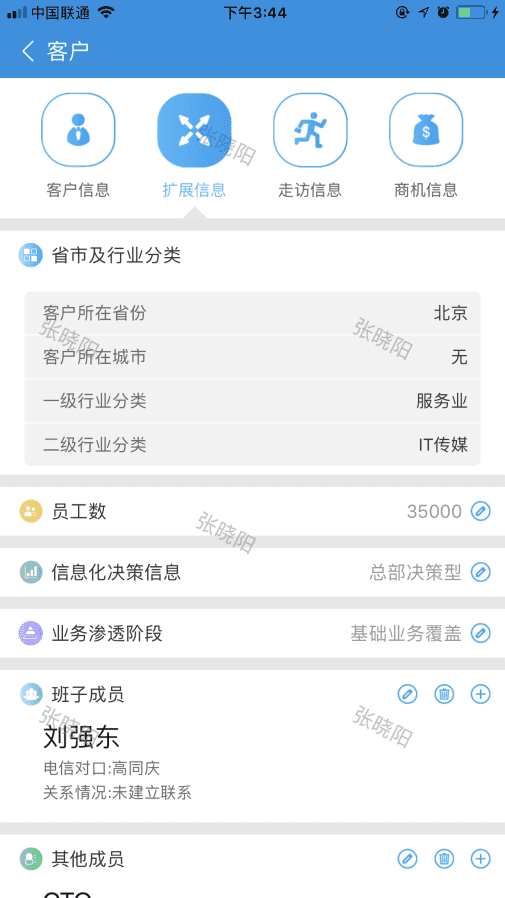 中国联通 下午3:44
客户
客户信息 扩展信息 走访信息 商机信息
张晓阳
省市及行业分类
客户所在省份 北京
张晓阳 张晓阳
客户所在城市 无
一级行业分类 服务业
二级行业分类 IT传媒
员工数 35000
张晓阳
信息化决策信息 总部决策型
业务渗透阶段 基础业务覆盖
班子成员
张晓阳 张晓阳
刘强东
电信对口:高同庆
关系情况:未建立联系
其他成员